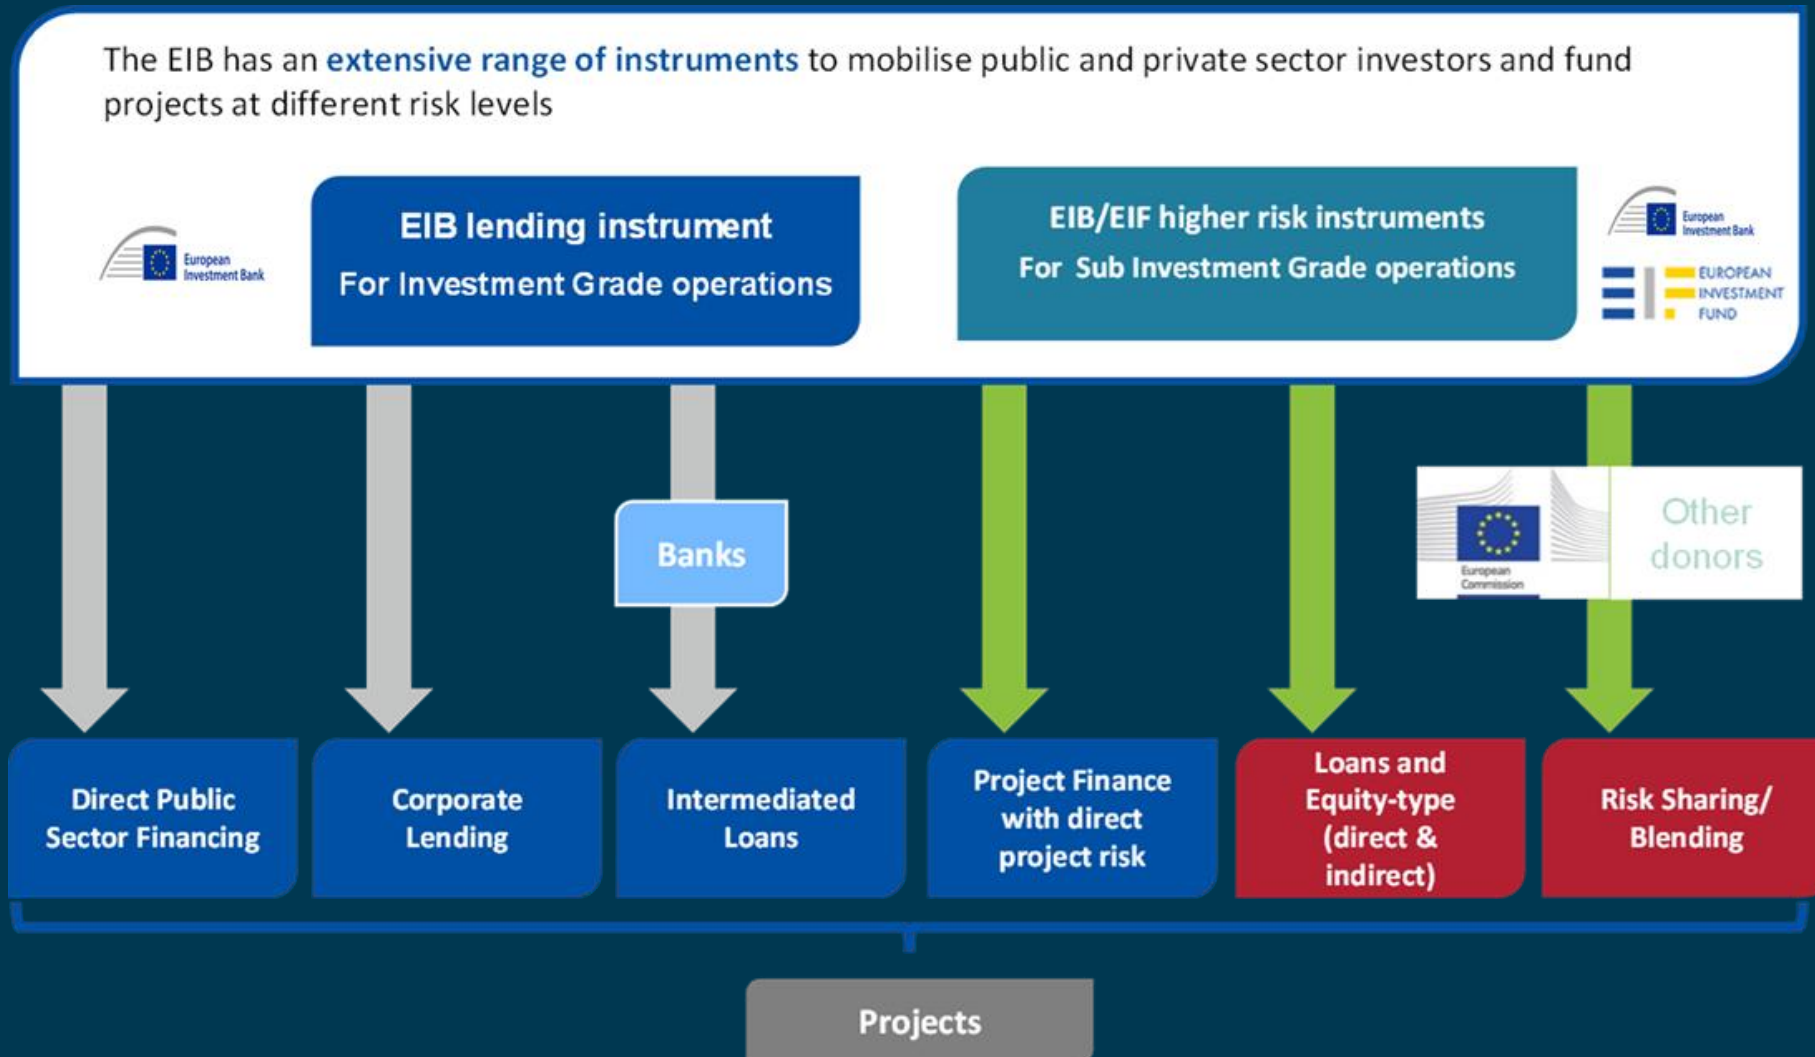 The EIB has an extensive range of instruments to mobilise public and private sector investors and fund
projects at different risk levels
European
Investment Bank
EIB lending instrument
For Investment Grade operations
EIB/EIF higher risk instruments
For Sub Investment Grade operations
European
Investment Bank
EUROPEAN
INVESTMENT
FUND
Banks
European
Commission
Other
donors
Direct Public
Sector Financing
Corporate
Lending
Intermediated
Loans
Project Finance
with direct
project risk
Loans and
Equity-type
(direct &
indirect)
Risk Sharing/
Blending
Projects